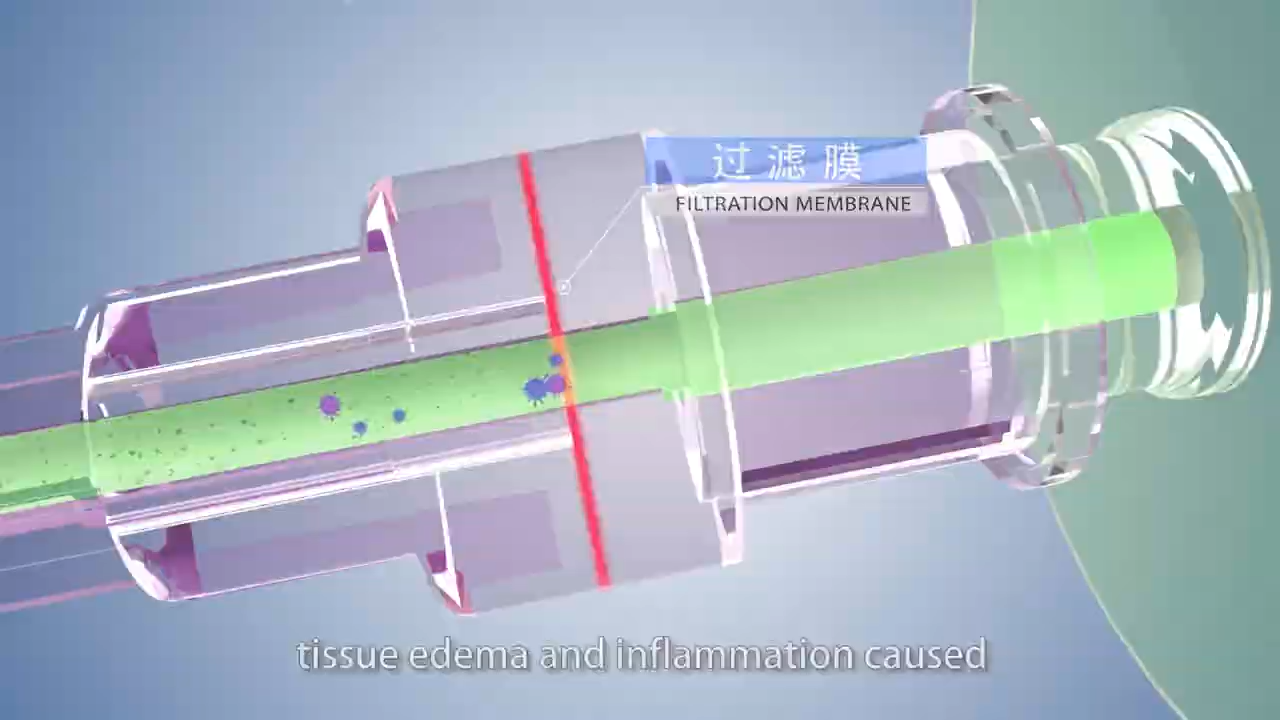 过滤膜
FILTRATION MEMBRANE
tissue edema and inflammation caused